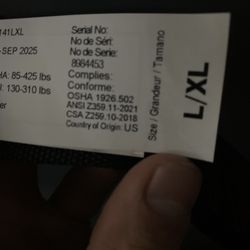 141LXL
-SEP 2025
HA: 85-425 lbs
I: 130-310 lbs
er
Serial No:
No de Séri:
No de Serie:
8984453
Complies:
Conforme:
OSHA 1926.502
ANSI Z359.11-2021
CSA Z259.10-2018
Country of Origin: US
Size / Grandeur / Tamano
L/XL